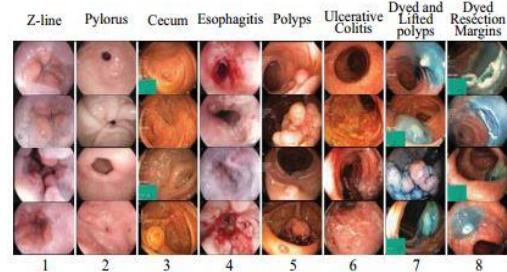 Z-line Pylorus Cecum Esophagitis Polyps Ulcerative Colitis Dyed and Lifted polyps Dyed Resection Margins
1 2 3 4 5 6 7 8